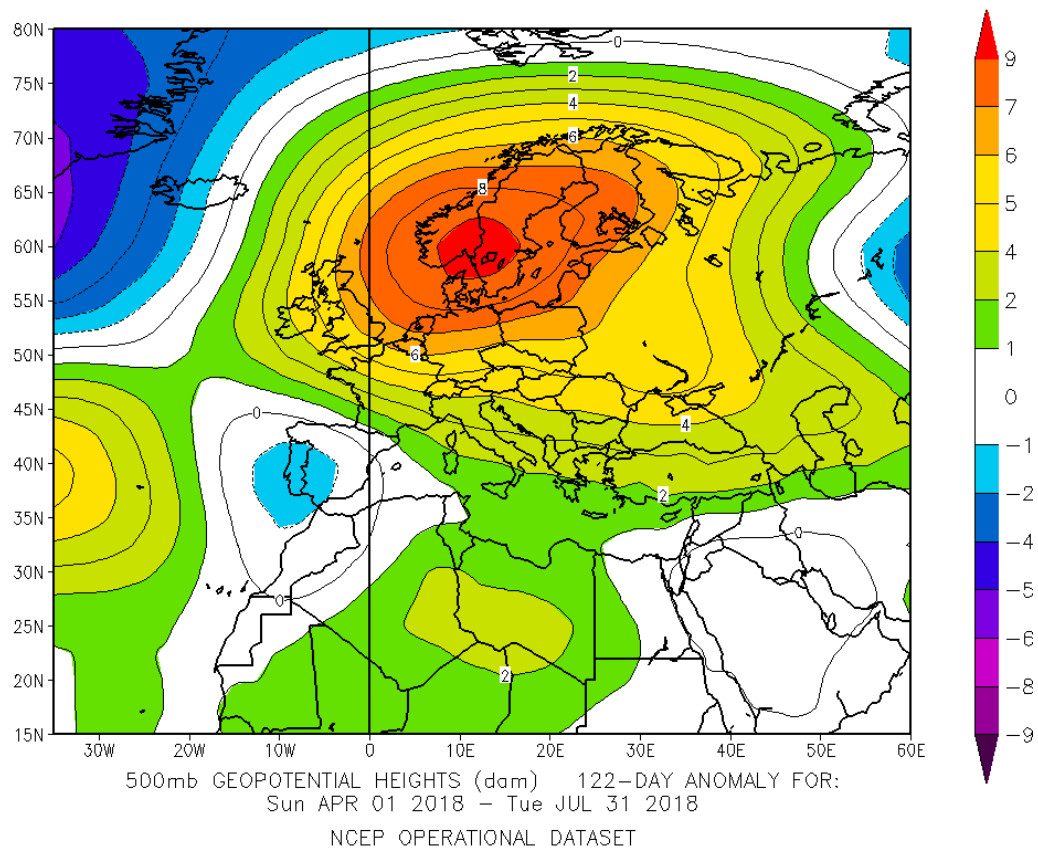 80N
75N
70N
65N
60N
55N
50N
45N
40N
35N
30N
25N
20N
15N
0
2
4
6
8
6
4
0
2
0
0
2
30W 20W 10W 0 10E 20E 30E 40E 50E 60E
9
7
6
5
4
2
1
0
-1
-2
-4
-5
-6
-8
-9
500mb GEOPOTENTIAL HEIGHTS (dam) 122-DAY ANOMALY FOR:
Sun APR 01 2018 - Tue JUL 31 2018
NCEP OPERATIONAL DATASET